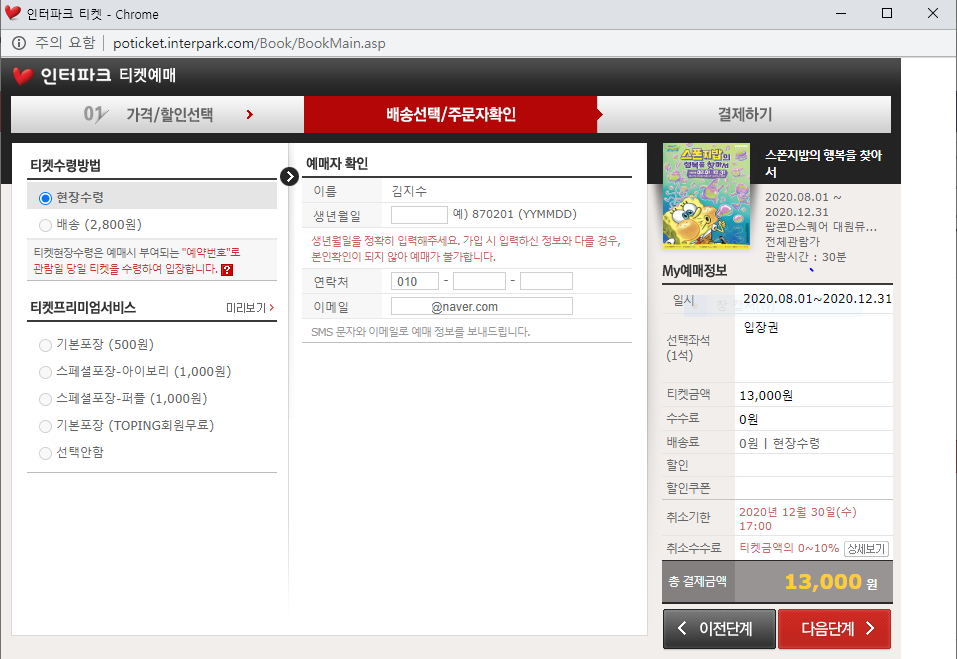 인터파크 티켓 - Chrome
주의 요함 | poticket.interpark.com/Book/BookMain.asp
인터파크 티켓예매
01 가격/할인선택
배송선택/주문자확인
결제하기
티켓수령방법
현장수령
배송 (2,800원)
티켓현장수령은 예매시 부여되는 "예약번호"로
관람일 당일 티켓을 수령하여 입장합니다. ?
티켓프리미엄서비스 미리보기 >
기본포장 (500원)
스페셜포장-아이보리 (1,000원)
스페셜포장-퍼플 (1,000원)
기본포장 (TOPING회원무료)
선택안함
예매자 확인
이름 김지수
생년월일 예) 870201 (YYMMDD)
생년월일을 정확히 입력해주세요. 가입 시 입력하신 정보와 다를 경우,
본인확인이 되지 않아 예매가 불가합니다.
연락처 010 - -
이메일 @naver.com
SMS 문자와 이메일로 예매 정보를 보내드립니다.
스폰지밥의
행복을 찾아서
스폰지밥의 행복을 찾아
서
2020.08.01 ~
2020.12.31
팝콘D스퀘어 대원뮤...
전체관람가
관람시간 : 30분
My예매정보
일시 2020.08.01~2020.12.31
선택좌석
(1석)
입장권
티켓금액 13,000원
수수료 0원
배송료 0원 | 현장수령
할인
할인쿠폰
취소기한 2020년 12월 30일(수)
17:00
취소수수료 티켓금액의 0~10% 상세보기
총 결제금액 13,000 원
이전단계
다음단계